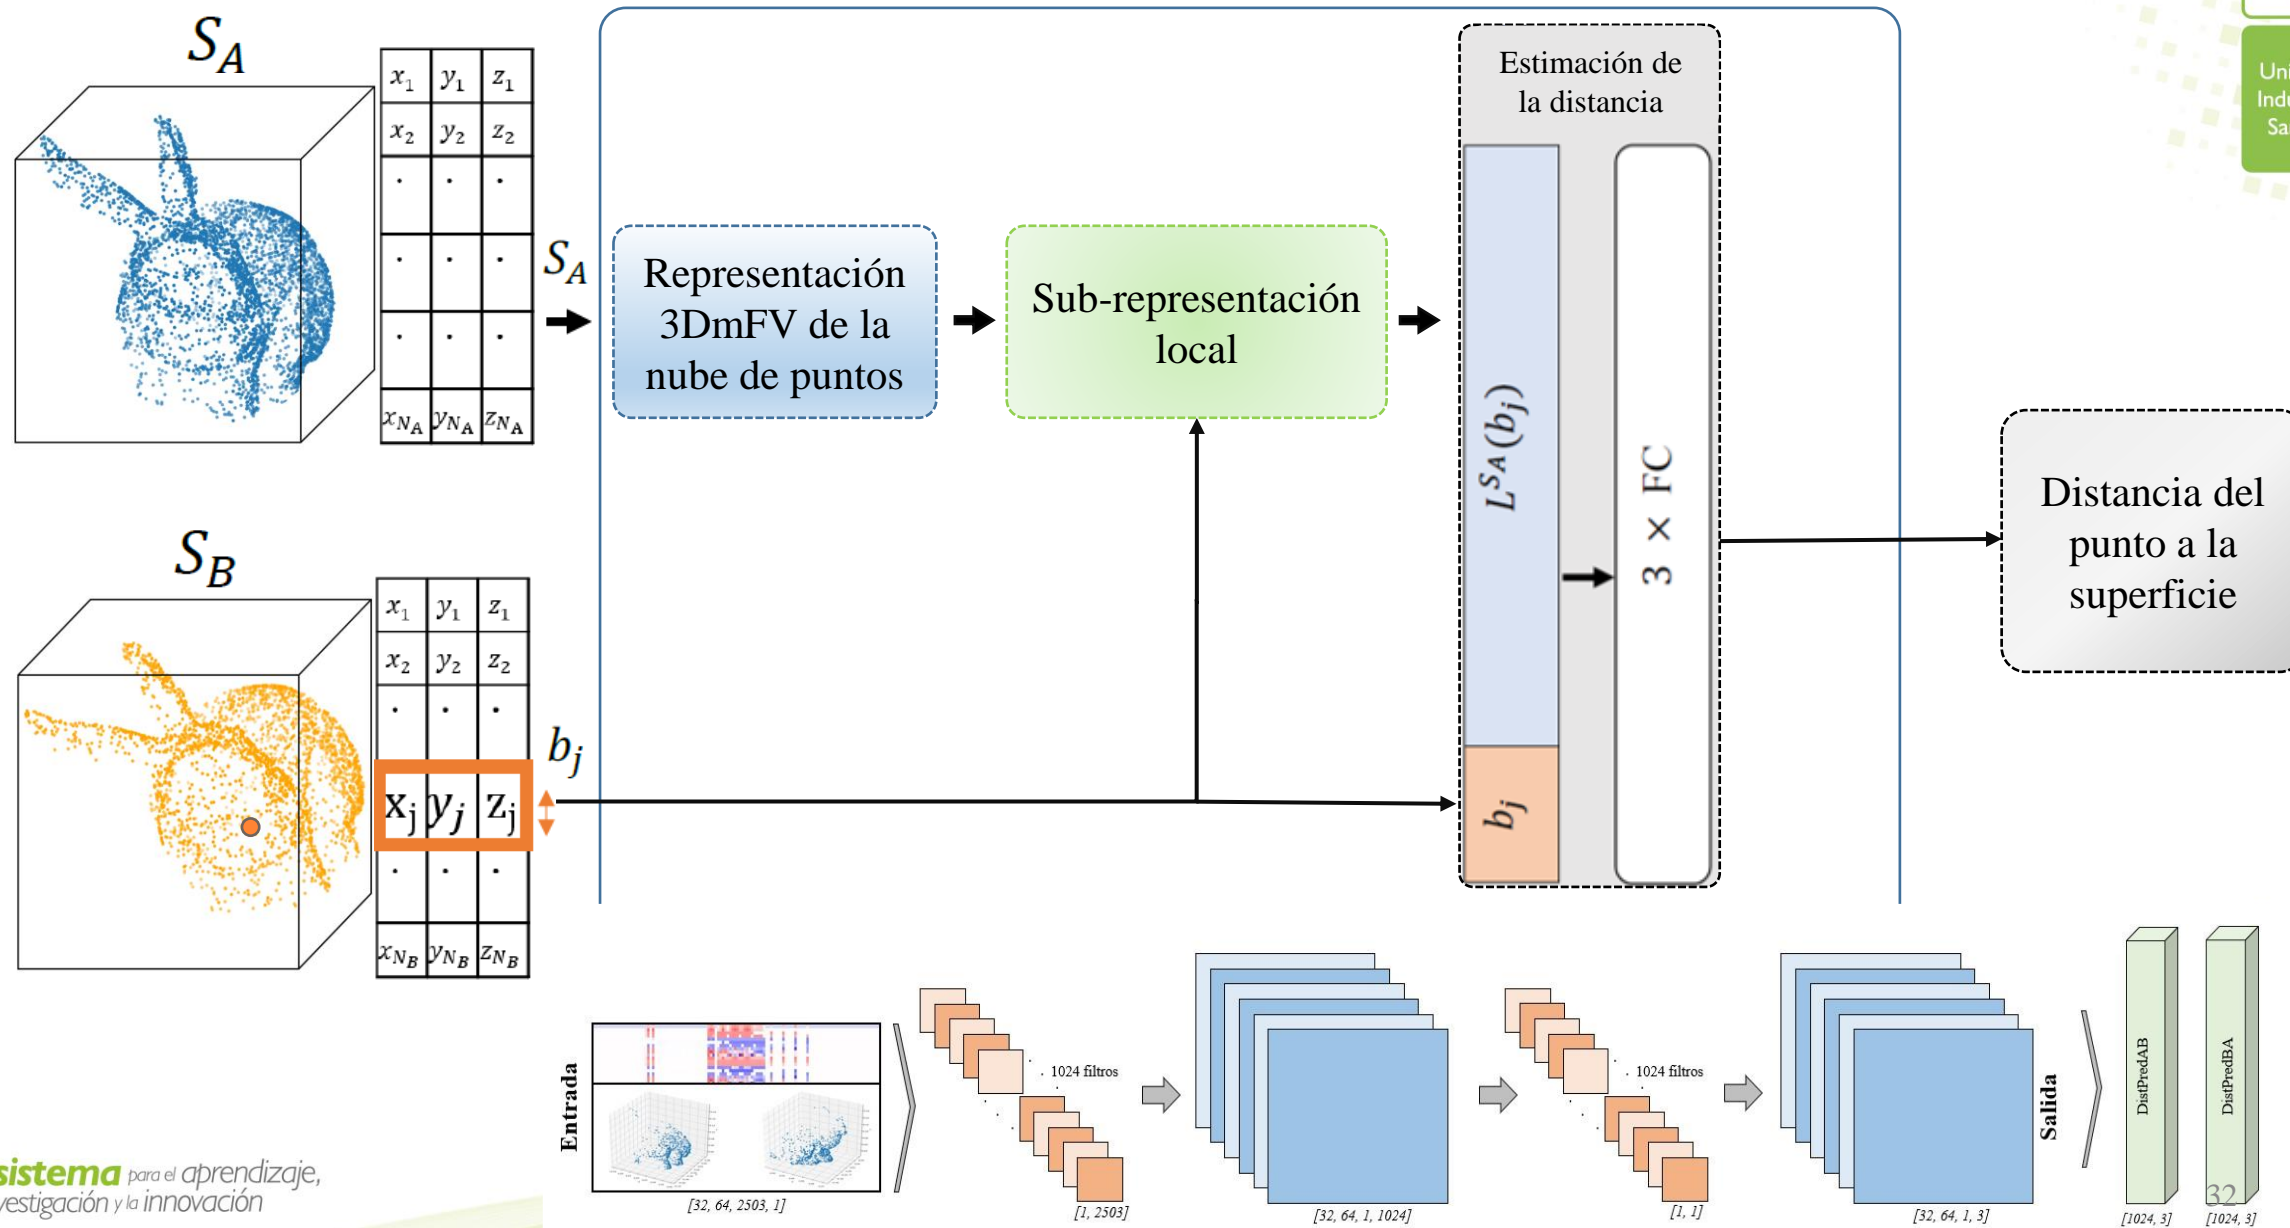 S_A
x_1 y_1 z_1
x_2 y_2 z_2
. . .
. . .
. . .
x_{N_A} y_{N_A} z_{N_A}
S_A
Representación
3DmFV de la
nube de puntos
Sub-representación
local
Estimación de
la distancia
L^{S_A}(b_j)
b_j
3 × FC
Distancia del
punto a la
superficie
S_B
x_1 y_1 z_1
x_2 y_2 z_2
. . .
x_j y_j z_j
. . .
x_{N_B} y_{N_B} z_{N_B}
b_j
Entrada
[32, 64, 2503, 1]
1024 filtros
[1, 2503]
[32, 64, 1, 1024]
1024 filtros
[1, 1]
[32, 64, 1, 3]
Salida
DistPredAB
[1024, 3]
DistPredBA
[1024, 3]
32
sistema para el aprendizaje,
vestigación y la innovación